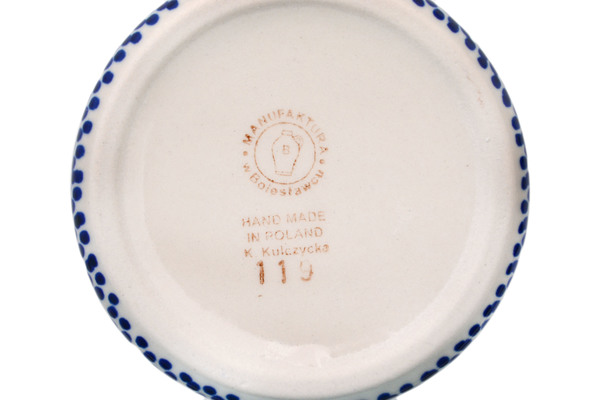 MANUFAKTURA
B
w Bolesławcu
HAND MADE
IN POLAND
K. Kulczycka
119